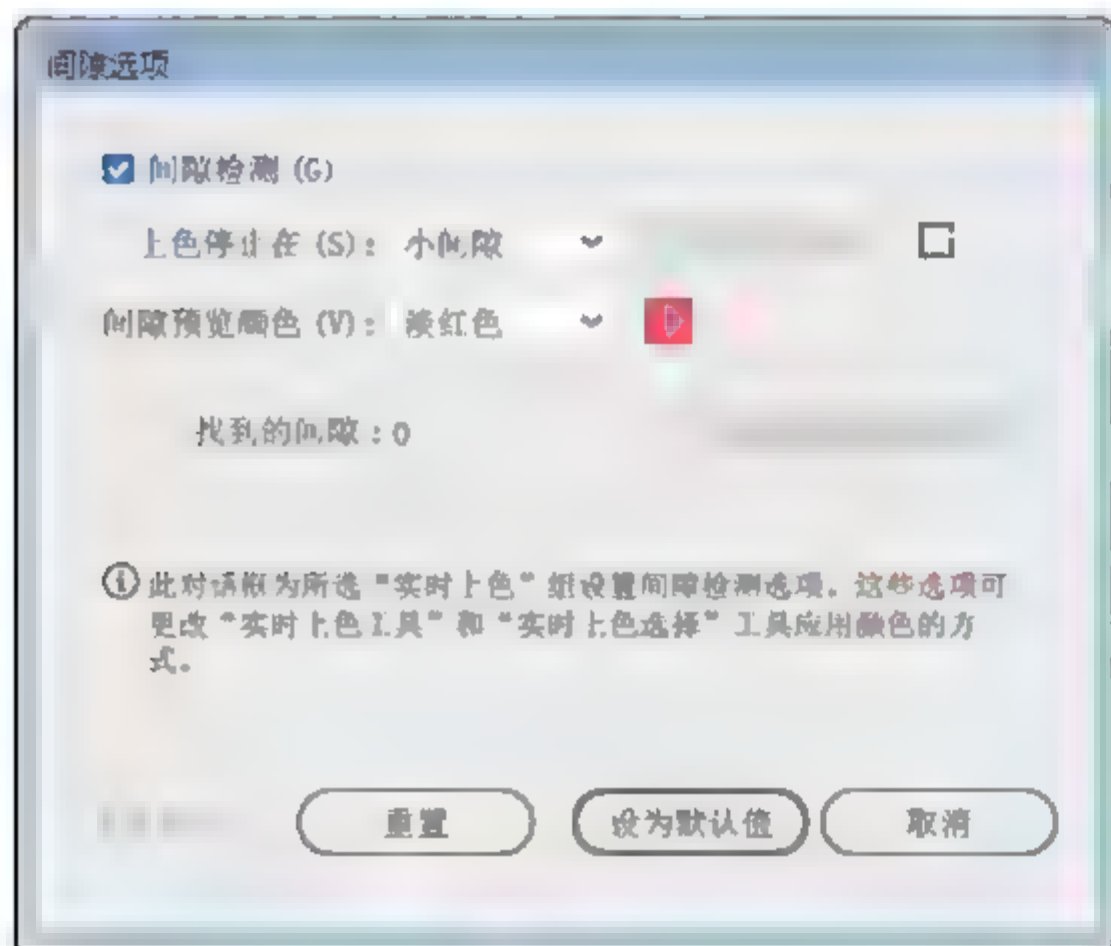 间隙选项
间隙检测 (G)
上色停止在 (S): 小间隙
间隙预览颜色 (V): 淡红色
找到的间隙:0
此对话框为所选“实时上色”组设置间隙检测选项。这些选项可
更改“实时上色工具”和“实时上色选择”工具应用颜色的方
式。
重置 设为默认值 取消